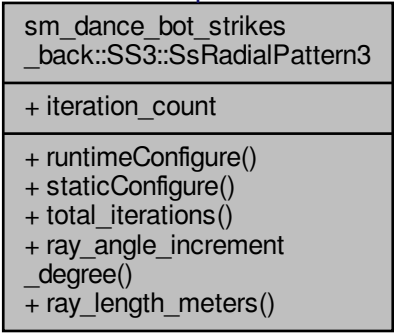 sm_dance_bot_strikes
_back::SS3::SsRadialPattern3
+ iteration_count
+ runtimeConfigure()
+ staticConfigure()
+ total_iterations()
+ ray_angle_increment
_degree()
+ ray_length_meters()